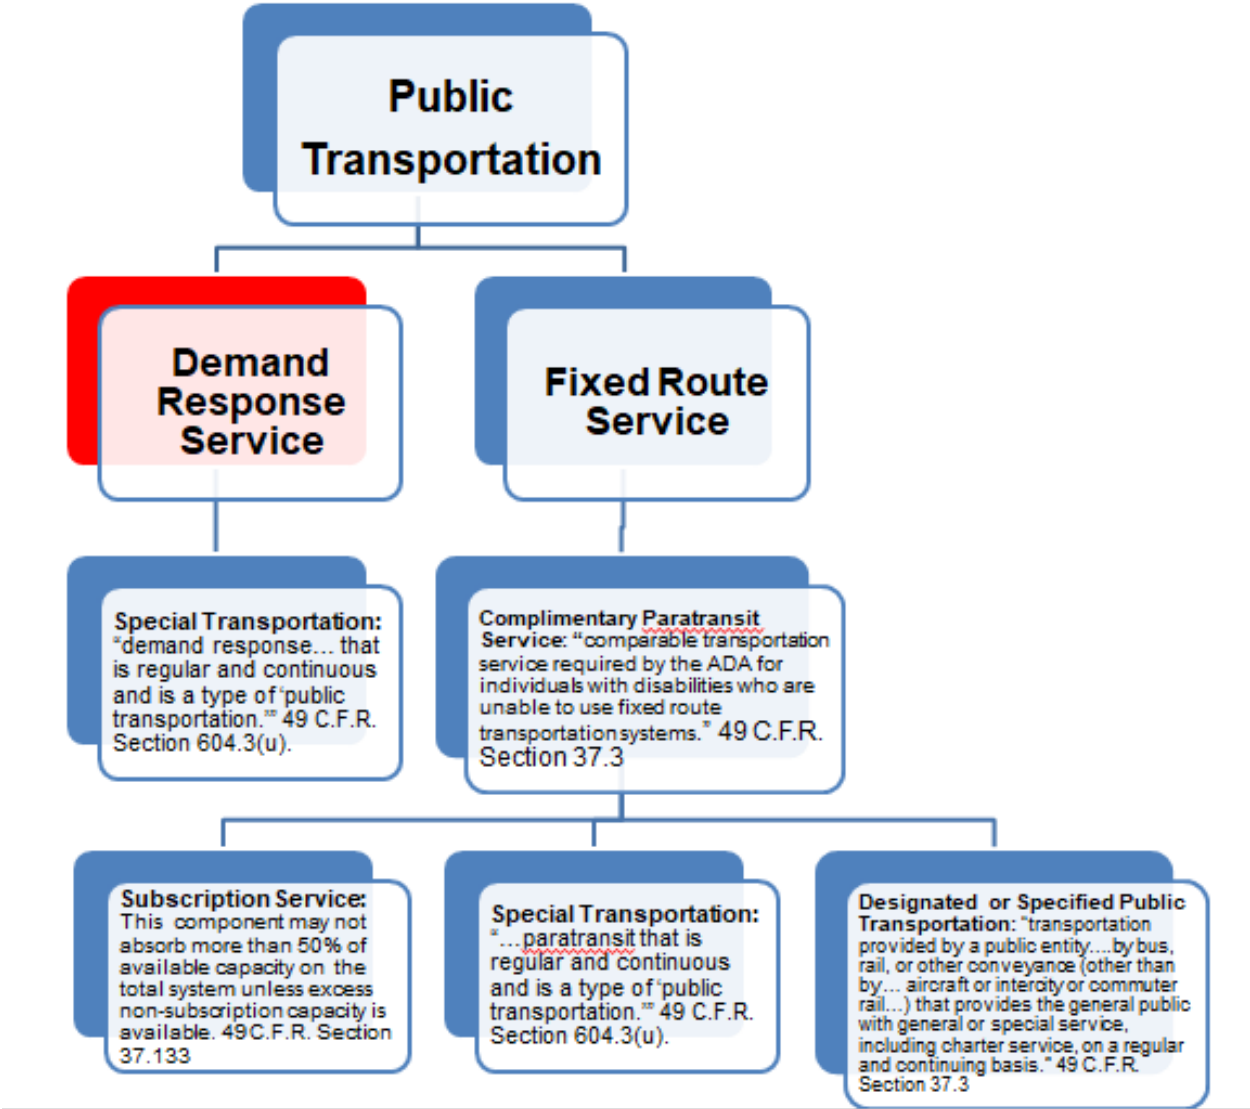 Public
Transportation
Demand
Response
Service
Fixed Route
Service
Special Transportation:
“demand response... that
is regular and continuous
and is a type of ‘public
transportation.’” 49 C.F.R.
Section 604.3(u).
Complimentary Paratransit
Service: “comparable transportation
service required by the ADA for
individuals with disabilities who are
unable to use fixed route
transportation systems.” 49 C.F.R.
Section 37.3
Subscription Service:
This component may not
absorb more than 50% of
available capacity on the
total system unless excess
non-subscription capacity is
available. 49C.F.R. Section
37.133
Special Transportation:
“...paratransit that is
regular and continuous
and is a type of ‘public
transportation.’” 49 C.F.R.
Section 604.3(u).
Designated or Specified Public
Transportation: “transportation
provided by a public entity....by bus,
rail, or other conveyance (other than
by... aircraft or intercity or commuter
rail...) that provides the general public
with general or special service,
including charter service, on a regular
and continuing basis.” 49 C.F.R.
Section 37.3